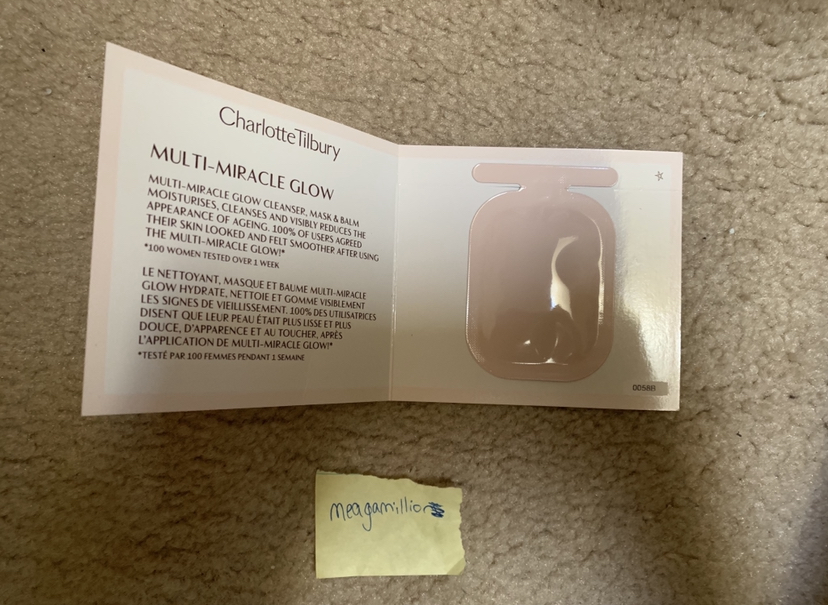 CharlotteTilbury
MULTI-MIRACLE GLOW
MULTI-MIRACLE GLOW CLEANSER, MASK & BALM
MOISTURISES, CLEANSES AND VISIBLY REDUCES THE
APPEARANCE OF AGEING. 100% OF USERS AGREED
THEIR SKIN LOOKED AND FELT SMOOTHER AFTER USING
THE MULTI-MIRACLE GLOW!*
*100 WOMEN TESTED OVER 1 WEEK
LE NETTOYANT, MASQUE ET BAUME MULTI-MIRACLE
GLOW HYDRATE, NETTOIE ET GOMME VISIBLEMENT
LES SIGNES DE VIEILLISSEMENT. 100% DES UTILISATRICES
DISENT QUE LEUR PEAU ÉTAIT PLUS LISSE ET PLUS
DOUCE, D'APPARENCE ET AU TOUCHER, APRÈS
L'APPLICATION DE MULTI-MIRACLE GLOW!*
*TESTÉ PAR 100 FEMMES PENDANT 1 SEMAINE
0D58B
meagamillion